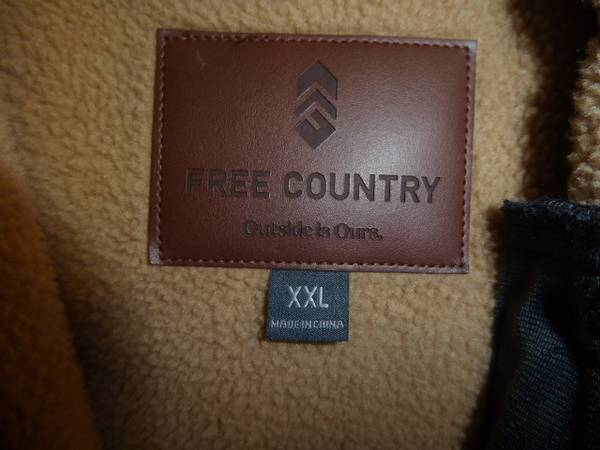 FREE COUNTRY
Outside is Ours.
XXL
MADE IN CHINA